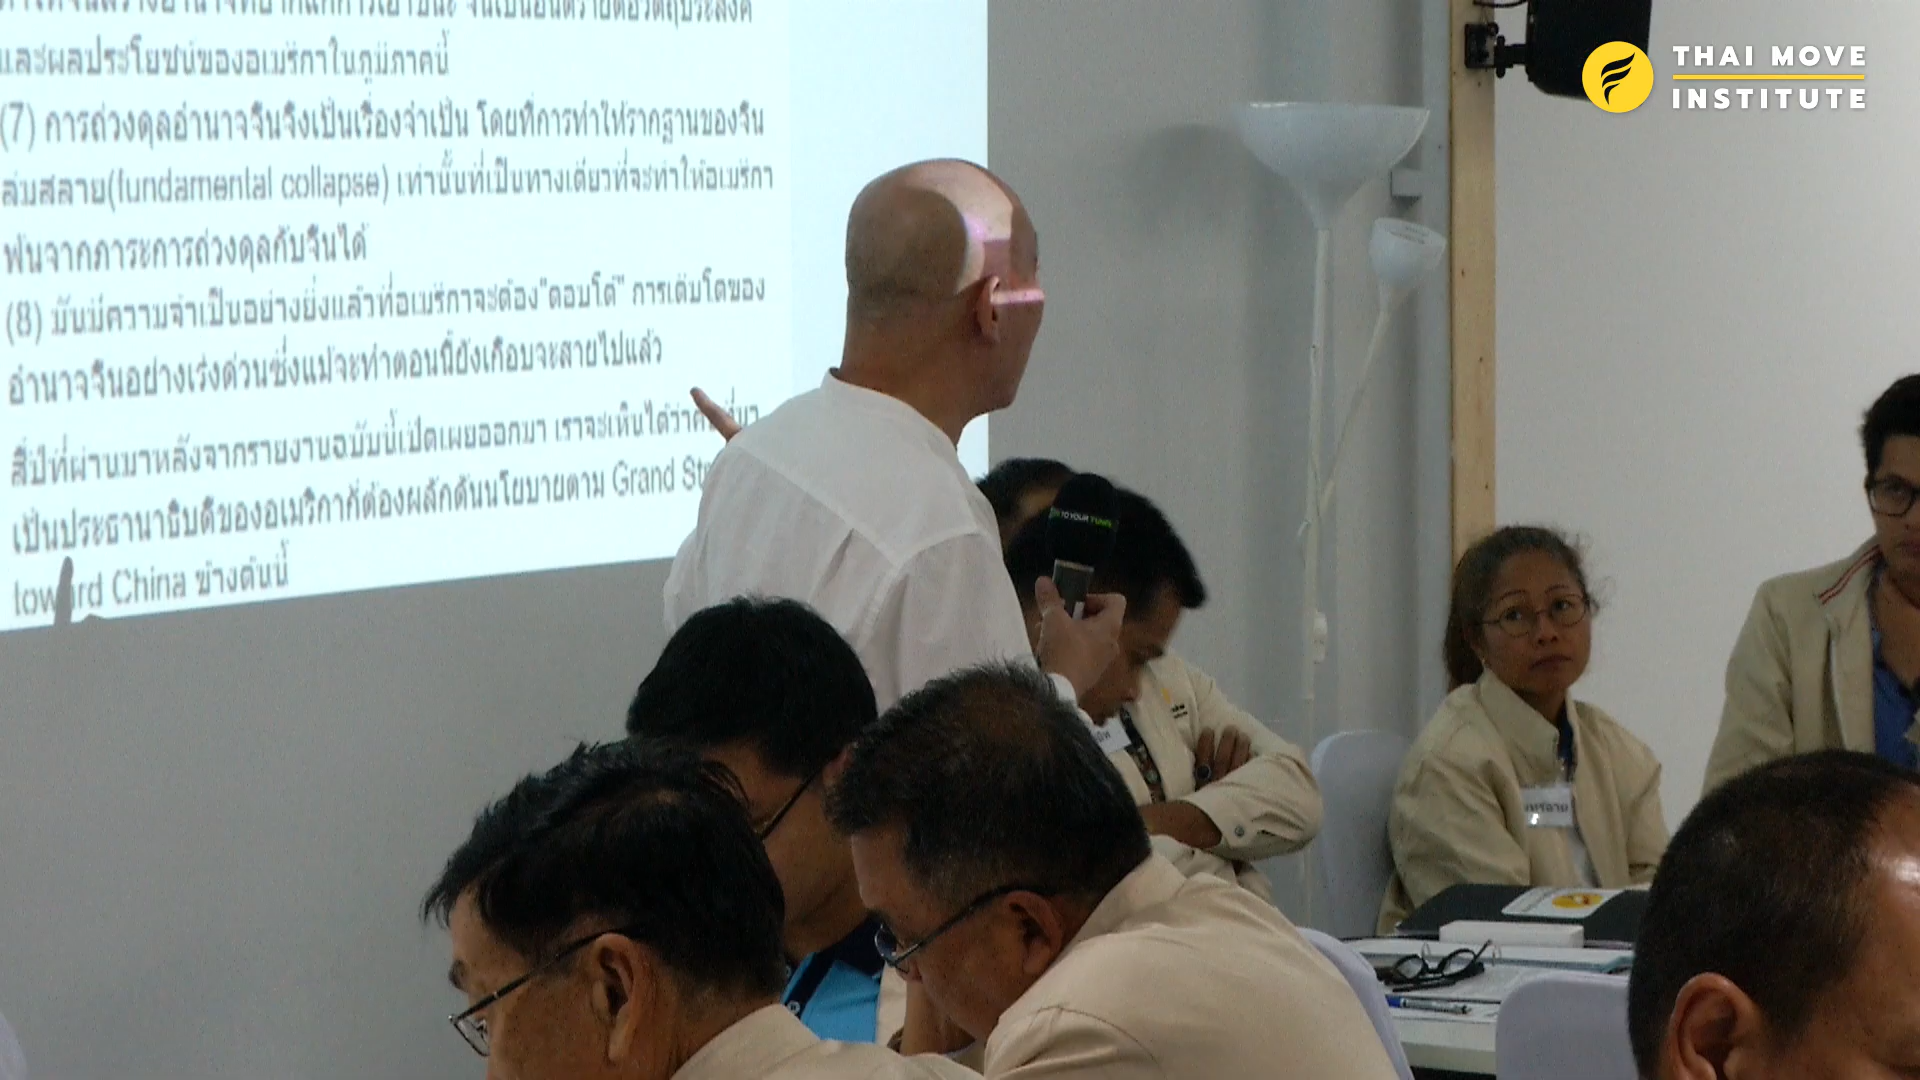 และผลประโยชน์ของอเมริกาในภูมิภาคนี้
(7) การถ่วงดุลอำนาจจีนจึงเป็นเรื่องจำเป็น โดยที่การทำให้รากฐานของจีน
ล่มสลาย(fundamental collapse) เท่านั้นที่เป็นทางเดียวที่จะทำให้อเมริกา
พ้นจากภาระการถ่วงดุลกับจีนได้
(8) มันมีความจำเป็นอย่างยิ่งแล้วที่อเมริกาจะต้อง"ตอบโต้" การเติบโตของ
อำนาจจีนอย่างเร่งด่วนซึ่งแม้จะทำตอนนี้ยังเกือบจะสายไปแล้ว
สี่ปีที่ผ่านมาหลังจากรายงานฉบับนี้เปิดเผยออกมา เราจะเห็นได้ว่า
เป็นประธานาธิบดีของอเมริกาก็ต้องผลักดันนโยบายตาม Grand
toward China ข้างต้นนี้
THAI MOVE
INSTITUTE
TO YOUR